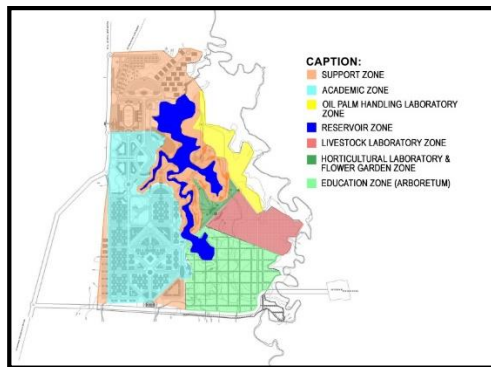 CAPTION:
SUPPORT ZONE
ACADEMIC ZONE
OIL PALM HANDLING LABORATORY
ZONE
RESERVOIR ZONE
LIVESTOCK LABORATORY ZONE
HORTICULTURAL LABORATORY &
FLOWER GARDEN ZONE
EDUCATION ZONE (ARBORETUM)